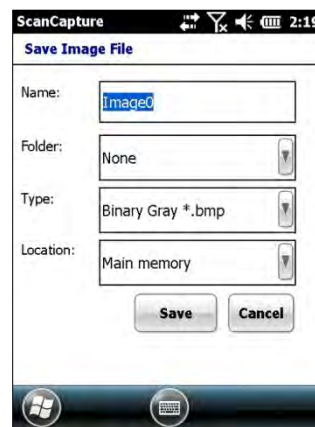 ScanCapture 2:19
Save Image File
Name: Image0
Folder: None
Type: Binary Gray *.bmp
Location: Main memory
Save Cancel